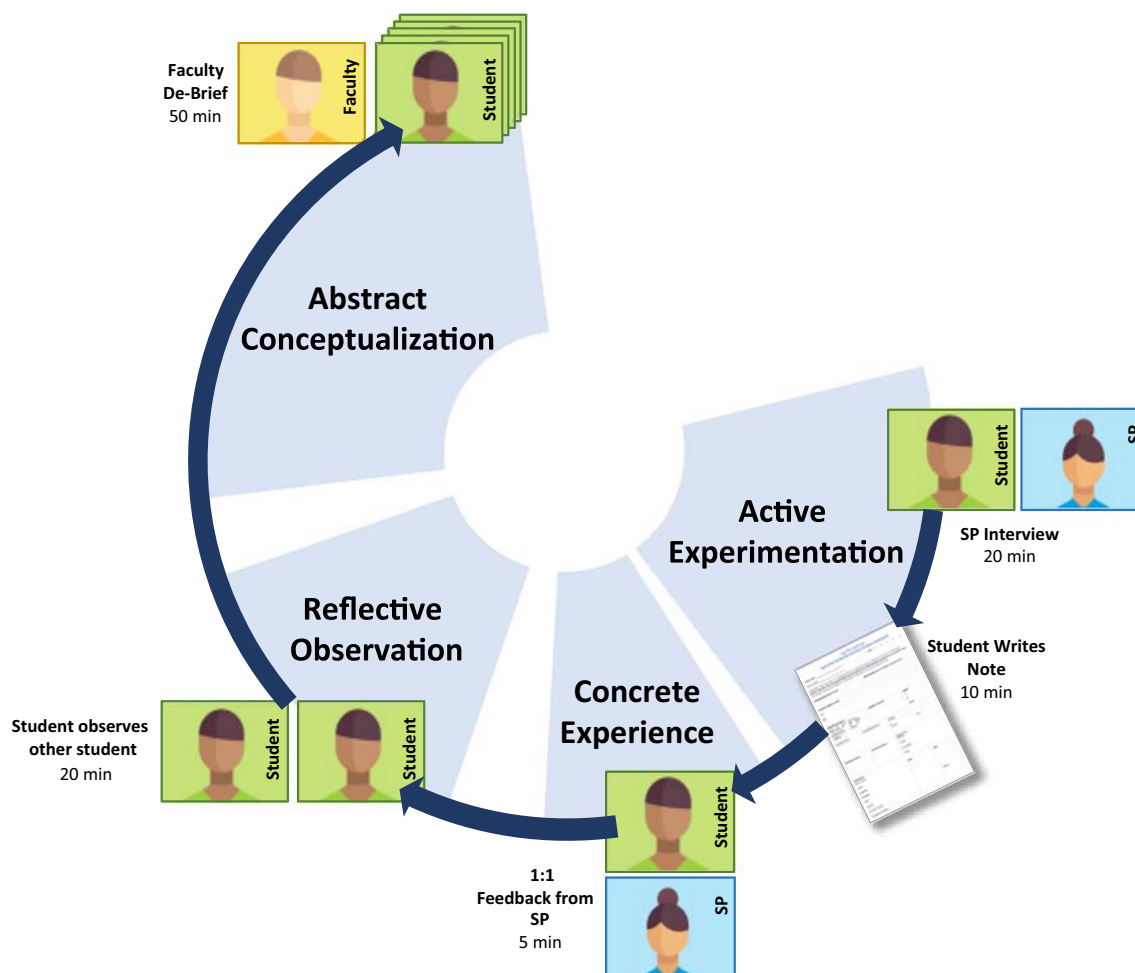 Faculty
De-Brief
50 min
Faculty
Student
Abstract
Conceptualization
Student
SP
Active
Experimentation
SP Interview
20 min
Student Writes
Note
10 min
Reflective
Observation
Concrete
Experience
Student observes
other student
20 min
Student
Student
Student
1:1
Feedback from
SP
5 min
SP